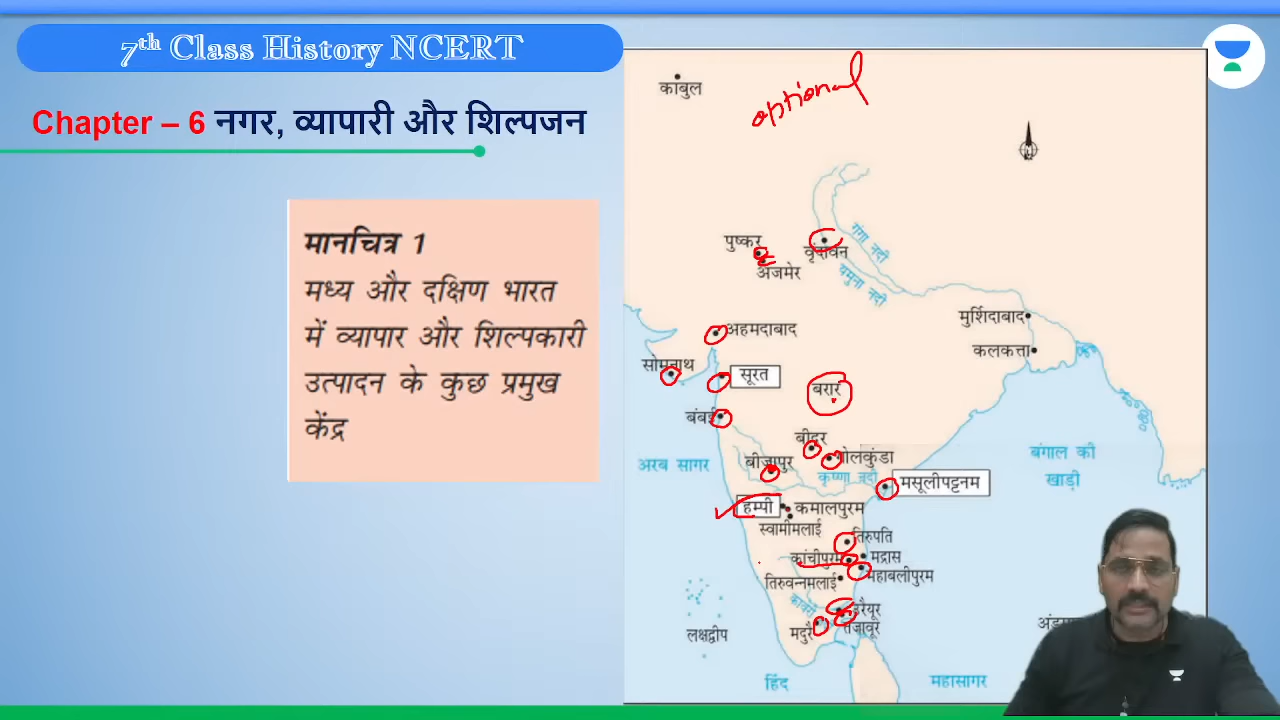 7th Class History NCERT
Chapter – 6 नगर, व्यापारी और शिल्पजन
मानचित्र 1
मध्य और दक्षिण भारत
में व्यापार और शिल्पकारी
उत्पादन के कुछ प्रमुख
केंद्र
optional
काबुल
पुष्कर
वृंदावन
गंगा नदी
अजमेर
यमुना नदी
मुर्शिदाबाद
अहमदाबाद
कलकत्ता
सोमनाथ
सूरत
बरार
बंबई
बीदर
बीजापुर
गोलकुंडा
अरब सागर
कृष्णा नदी
बंगाल की
खाड़ी
मसूलीपट्टनम
हम्पी
कमालपुरम
स्वामीमलाई
तिरुपति
कांचीपुरम
मद्रास
महाबलीपुरम
तिरुवन्नमलाई
कावेरी
उरैयूर
तंजावूर
मदुरै
लक्षद्वीप
हिंद
महासागर